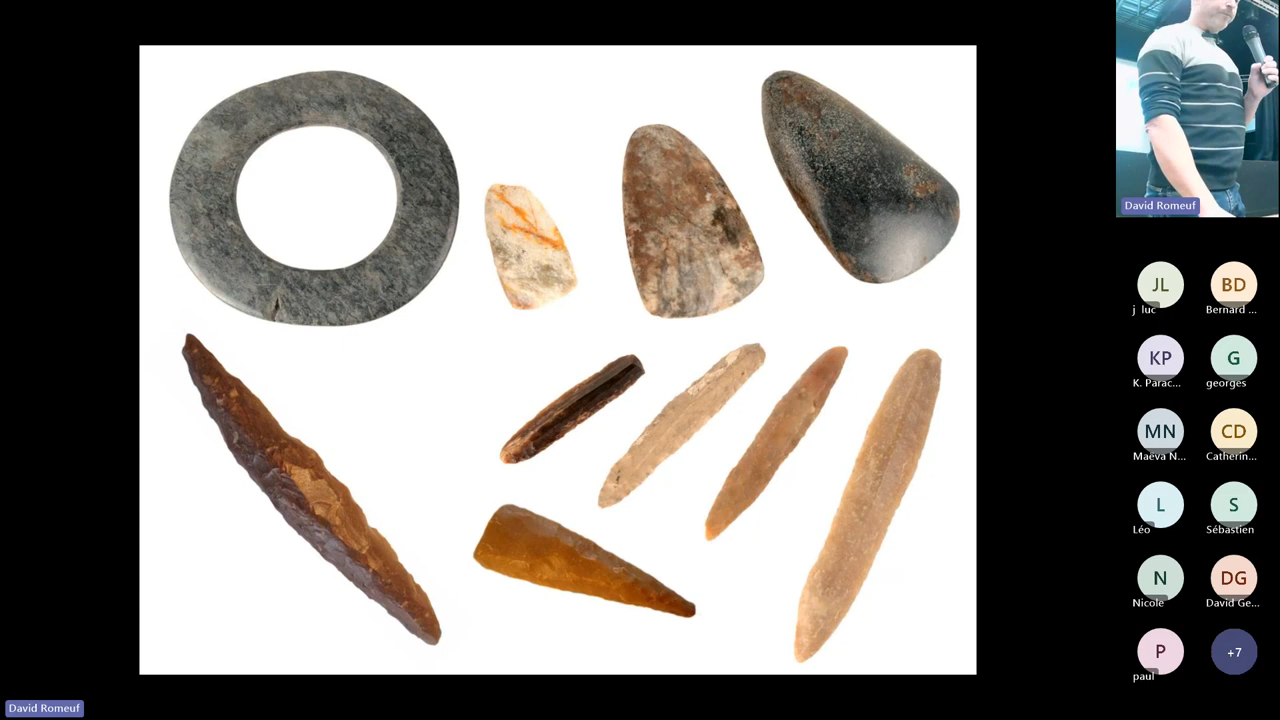 David Romeuf
JL
j luc
BD
Bernard ...
KP
K. Parac...
G
georges
MN
Maëva N...
CD
Catherin...
L
Léo
S
Sébastien
N
Nicole
DG
David Ge...
P
paul
+7
David Romeuf